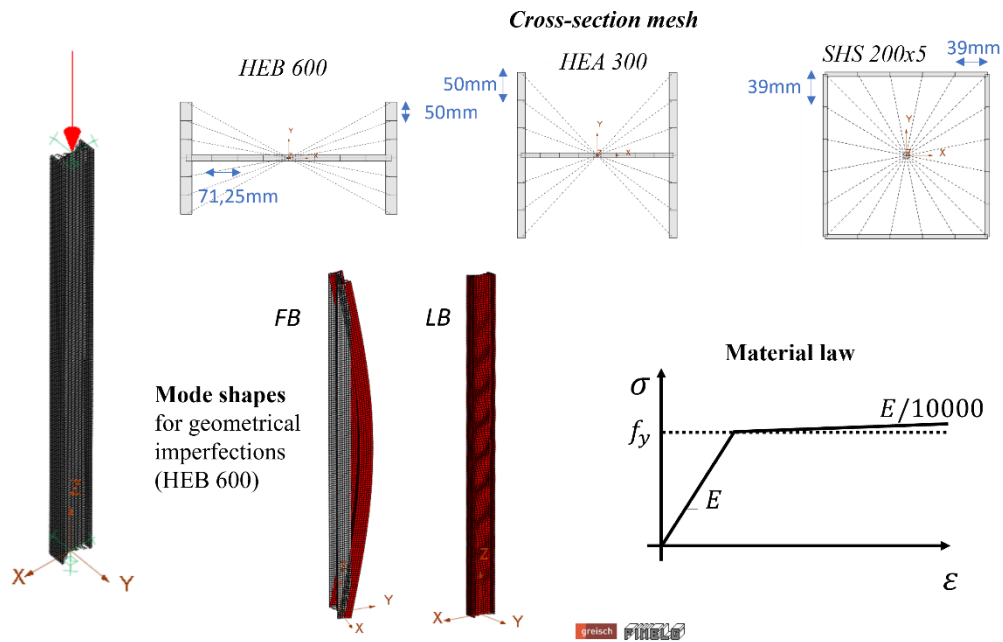 Cross-section mesh
HEB 600
HEA 300
SHS 200x5
50mm
50mm
71,25mm
39mm
39mm
Y
X
Y
X
Y
X
Z
FB
LB
Mode shapes
for geometrical
imperfections
(HEB 600)
Material law
σ
E/10000
f_y
E
ε
X
Y
Y
X
Z
X
Y
greisch
FINELG